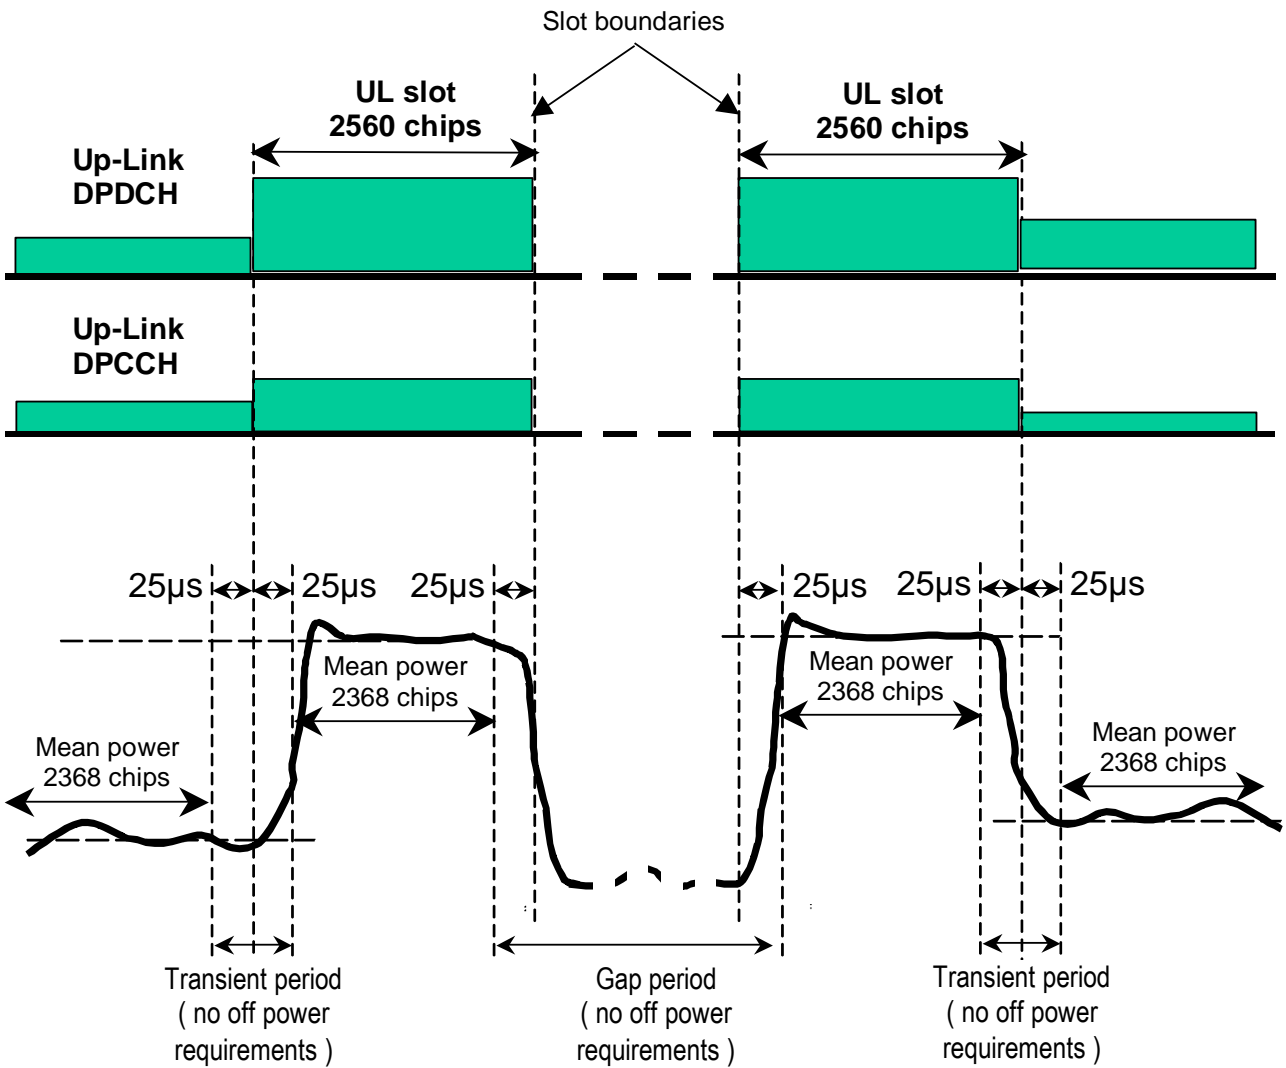 Slot boundaries
UL slot
2560 chips
UL slot
2560 chips
Up-Link
DPDCH
Up-Link
DPCCH
25µs
25µs
25µs
25µs
25µs
25µs
Mean power
2368 chips
Mean power
2368 chips
Mean power
2368 chips
Mean power
2368 chips
Transient period
( no off power
requirements )
Gap period
( no off power
requirements )
Transient period
( no off power
requirements )